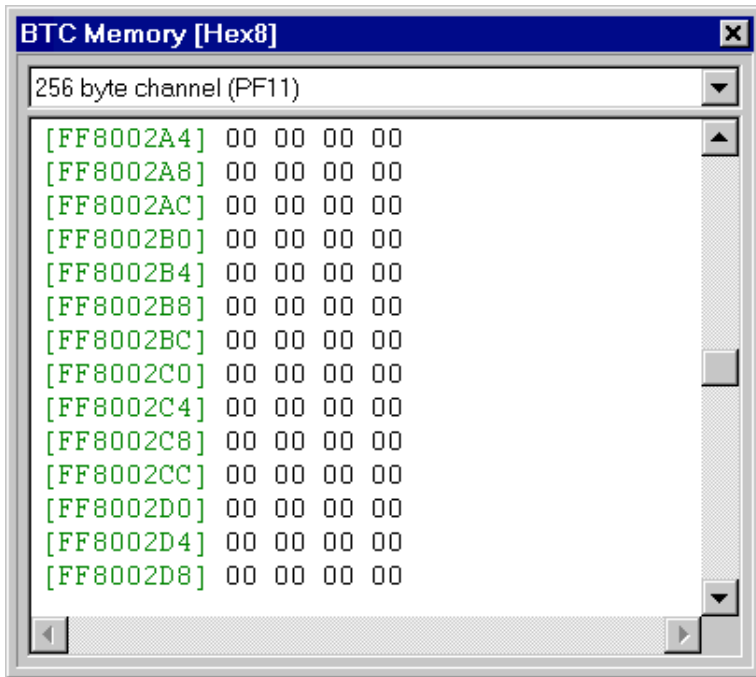 BTC Memory [Hex8]
256 byte channel (PF11)
[FF8002A4] 00 00 00 00
[FF8002A8] 00 00 00 00
[FF8002AC] 00 00 00 00
[FF8002B0] 00 00 00 00
[FF8002B4] 00 00 00 00
[FF8002B8] 00 00 00 00
[FF8002BC] 00 00 00 00
[FF8002C0] 00 00 00 00
[FF8002C4] 00 00 00 00
[FF8002C8] 00 00 00 00
[FF8002CC] 00 00 00 00
[FF8002D0] 00 00 00 00
[FF8002D4] 00 00 00 00
[FF8002D8] 00 00 00 00